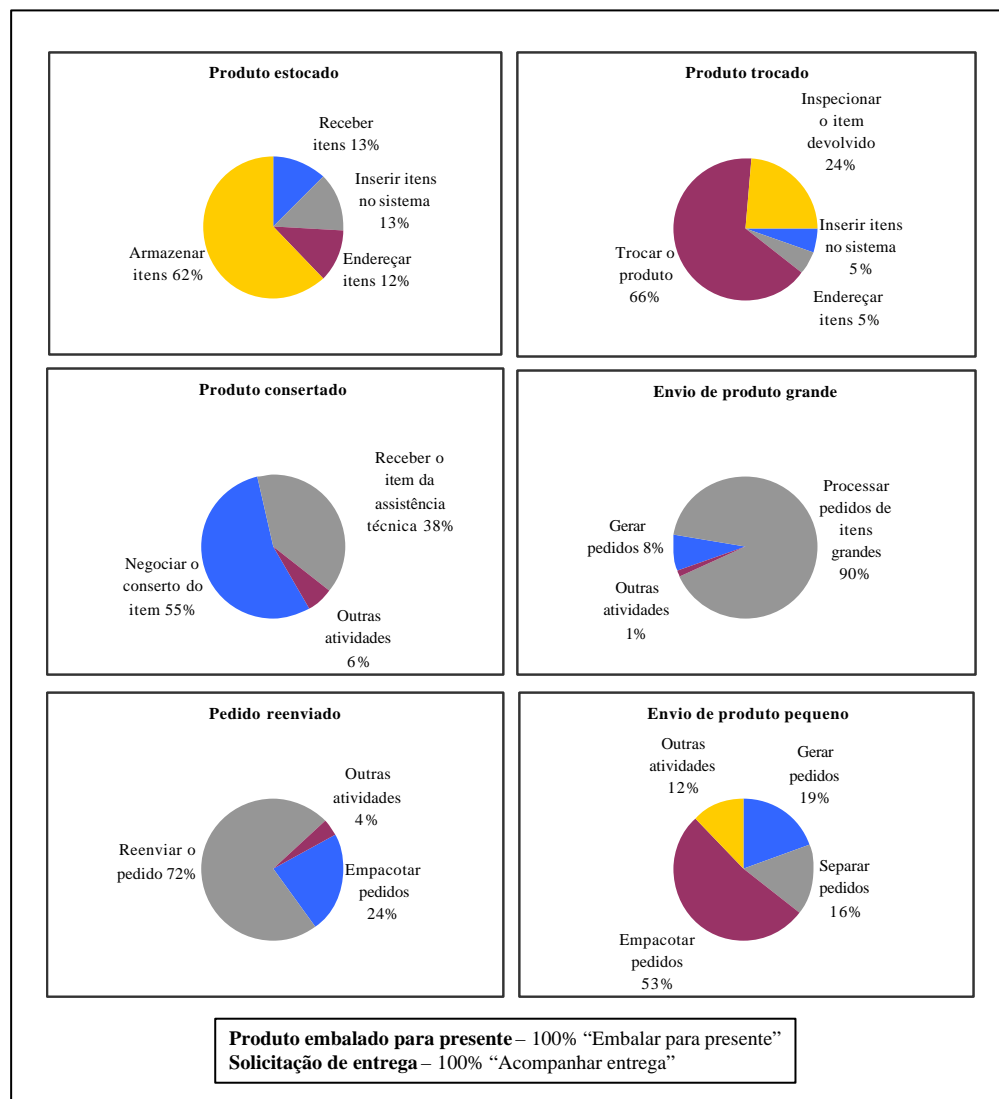 Produto estocado
Receber
itens 13%
Inserir itens
no sistema
13%
Endereçar
itens 12%
Armazenar
itens 62%
Produto trocado
Inspecionar
o item
devolvido
24%
Inserir itens
no sistema
5%
Endereçar
itens 5%
Trocar o
produto
66%
Produto consertado
Receber o
item da
assistência
técnica 38%
Negociar o
conserto do
item 55%
Outras
atividades
6%
Envio de produto grande
Processar
pedidos de
itens
grandes
90%
Gerar
pedidos 8%
Outras
atividades
1%
Pedido reenviado
Outras
atividades
4%
Reenviar o
pedido 72%
Empacotar
pedidos
24%
Envio de produto pequeno
Outras
atividades
12%
Gerar
pedidos
19%
Separar
pedidos
16%
Empacotar
pedidos
53%
Produto embalado para presente – 100% “Embalar para presente”
Solicitação de entrega – 100% “Acompanhar entrega”